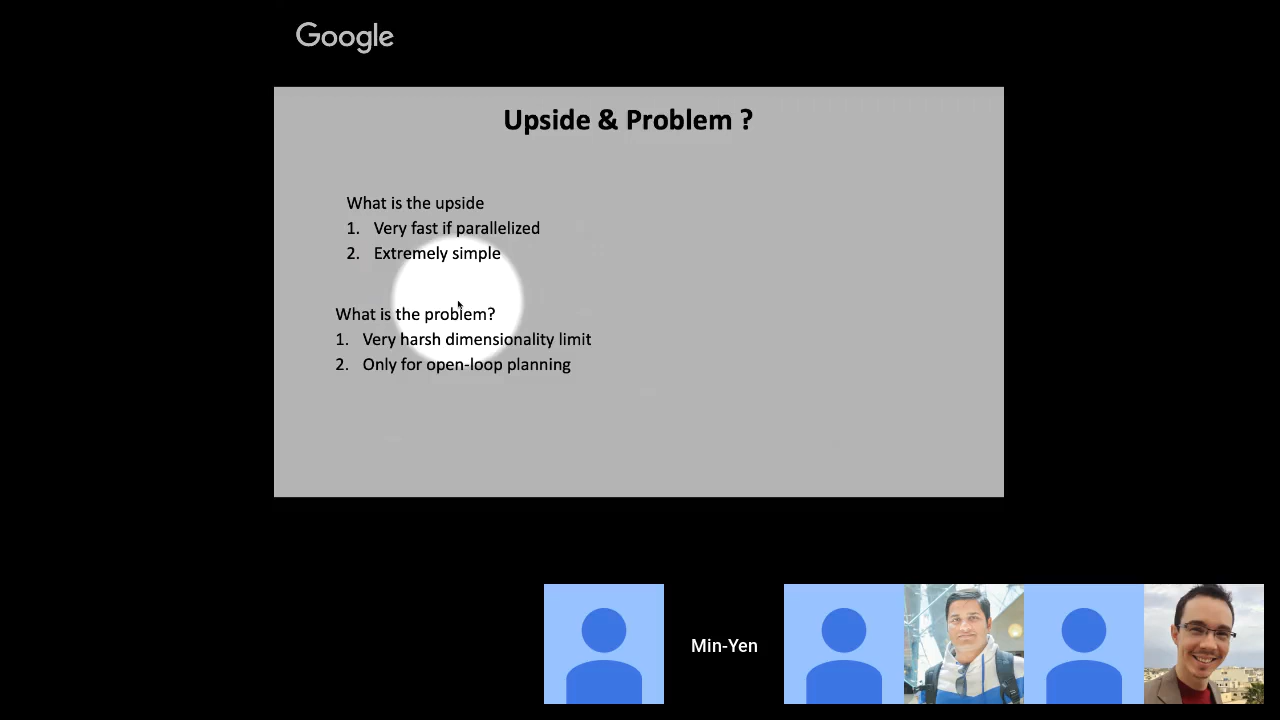 Google
Upside & Problem ?
What is the upside
1. Very fast if parallelized
2. Extremely simple
What is the problem?
1. Very harsh dimensionality limit
2. Only for open-loop planning
Min-Yen